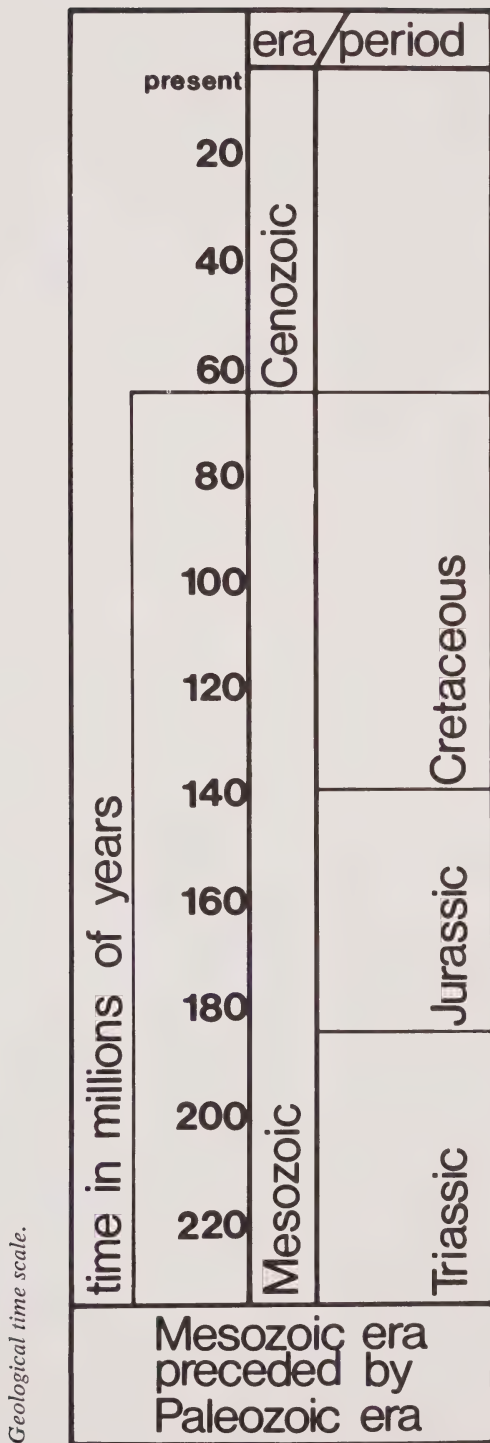 era/period
present
20
40
60
80
100
120
140
160
180
200
220
time in millions of years
Cenozoic
Mesozoic
Cretaceous
Jurassic
Triassic
Mesozoic era
preceded by
Paleozoic era
Geological time scale.